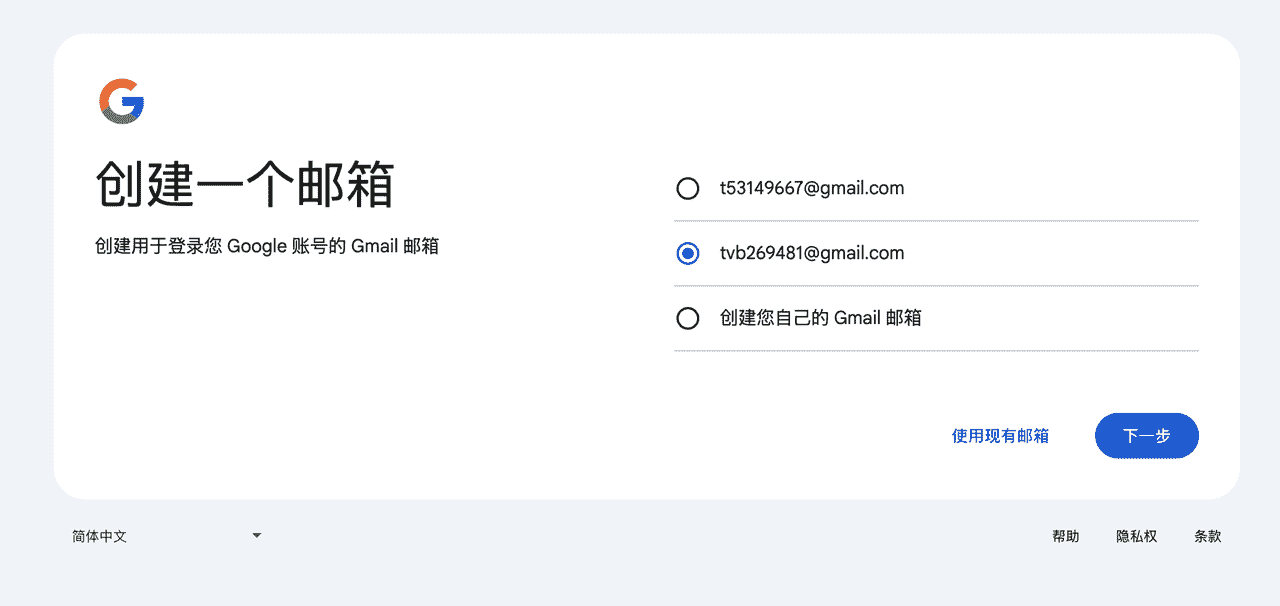 创建一个邮箱
创建用于登录您 Google 账号的 Gmail 邮箱
t53149667@gmail.com
tvb269481@gmail.com
创建您自己的 Gmail 邮箱
使用现有邮箱
下一步
简体中文
帮助
隐私权
条款